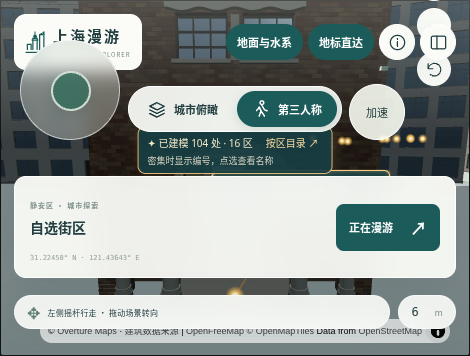 上海漫游
PLORER
地面与水系
地标直达
城市俯瞰
第三人称
加速
✦ 已建模 104 处 · 16 区 按区目录 ↗
密集时显示编号，点选查看名称
静安区 · 城市探索
自选街区
31.22450° N · 121.43643° E
正在漫游 ↗
左侧摇杆行走 · 拖动场景转向
6 m
© Overture Maps · 建筑数据来源 | OpenFreeMap © OpenMapTiles Data from OpenStreetMap